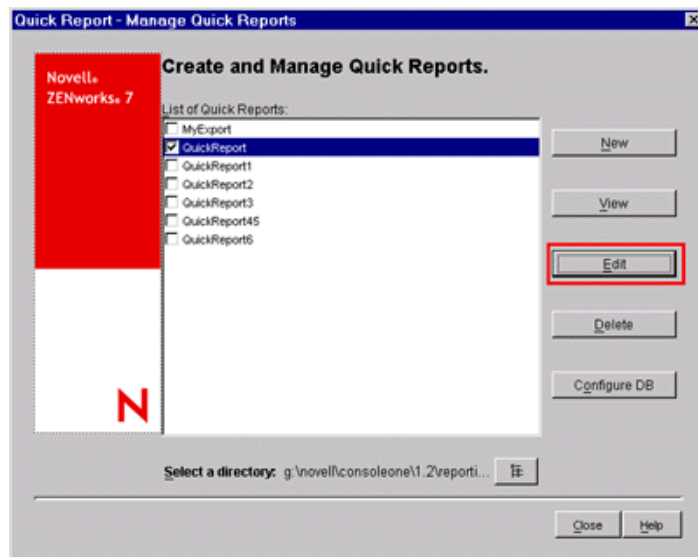 Quick Report - Manage Quick Reports
Novell®
ZENworks® 7
Create and Manage Quick Reports.
List of Quick Reports:
MyExport
QuickReport
QuickReport1
QuickReport2
QuickReport3
QuickReport45
QuickReport6
New
View
Edit
Delete
Configure DB
N
Select a directory: g:\novell\consoleone\1.2\reporti...
Close Help